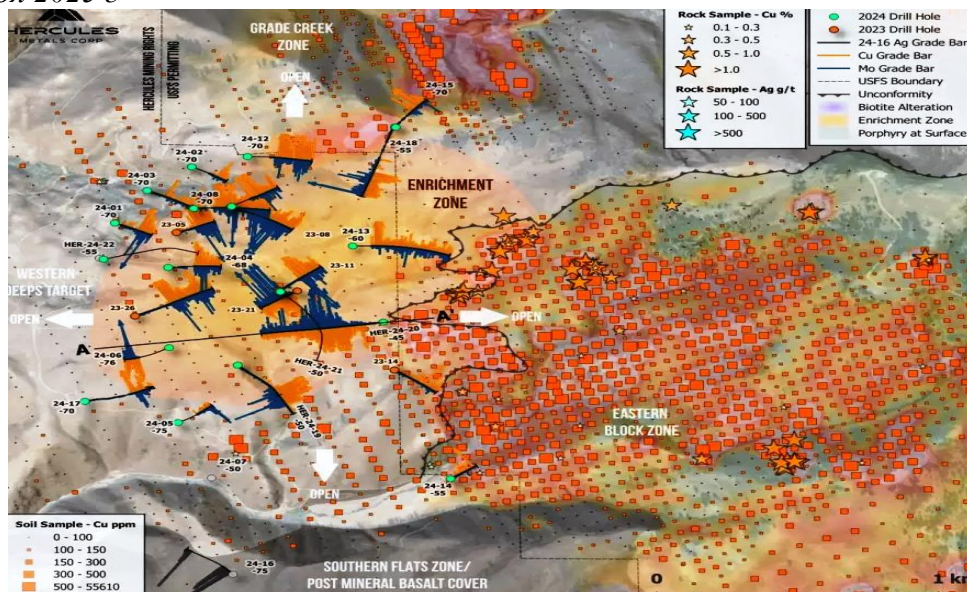 HERCULES
METALS CORP
HERCULES MINING RIGHTS
USFS PERMITTING
GRADE CREEK
ZONE
OPEN
Rock Sample - Cu %
0.1 - 0.3
0.3 - 0.5
0.5 - 1.0
>1.0
Rock Sample - Ag g/t
50 - 100
100 - 500
>500
2024 Drill Hole
2023 Drill Hole
24-16 Ag Grade Bar
Cu Grade Bar
Mo Grade Bar
USFS Boundary
Unconformity
Biotite Alteration
Enrichment Zone
Porphyry at Surface
24-15
-70
24-18
-55
24-12
-70
24-02
-70
24-03
-70
24-08
-70
24-01
-70
23-05
HER-24-22
-55
24-04
-68
23-08
24-13
-60
23-11
ENRICHMENT
ZONE
WESTERN
DEEPS TARGET
OPEN
23-26
23-21
A
A'
OPEN
HER-24-20
-45
24-06
-76
HER-24-21
-50
23-14
24-17
-70
24-05
-75
HER-24-19
-50
24-07
-50
OPEN
24-14
-55
EASTERN
BLOCK ZONE
Soil Sample - Cu ppm
0 - 100
100 - 150
150 - 300
300 - 500
500 - 55610
24-16
-75
SOUTHERN FLATS ZONE/
POST MINERAL BASALT COVER
0
1 km